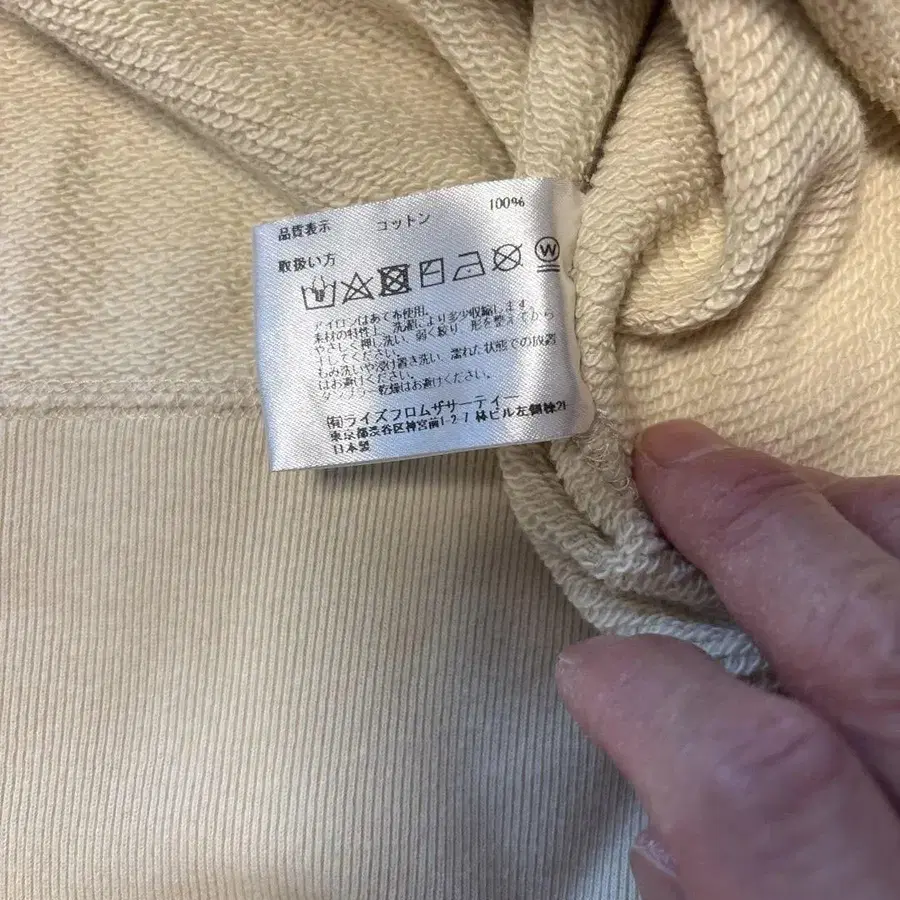 品質表示 コットン 100%
取扱い方
W
アイロンはあて布使用。
素材の特性上、洗濯により多少収縮します。
やさしく押し洗い、弱く絞り、形を整えてから
干してください。
もみ洗いや浸け置き洗い、濡れた状態での放置
はお避けください。
タンブラー乾燥はお避けください。
㈲ライズフロムザサーティー
東京都渋谷区神宮前1-2-7 林ビル左側棟2F
日本製